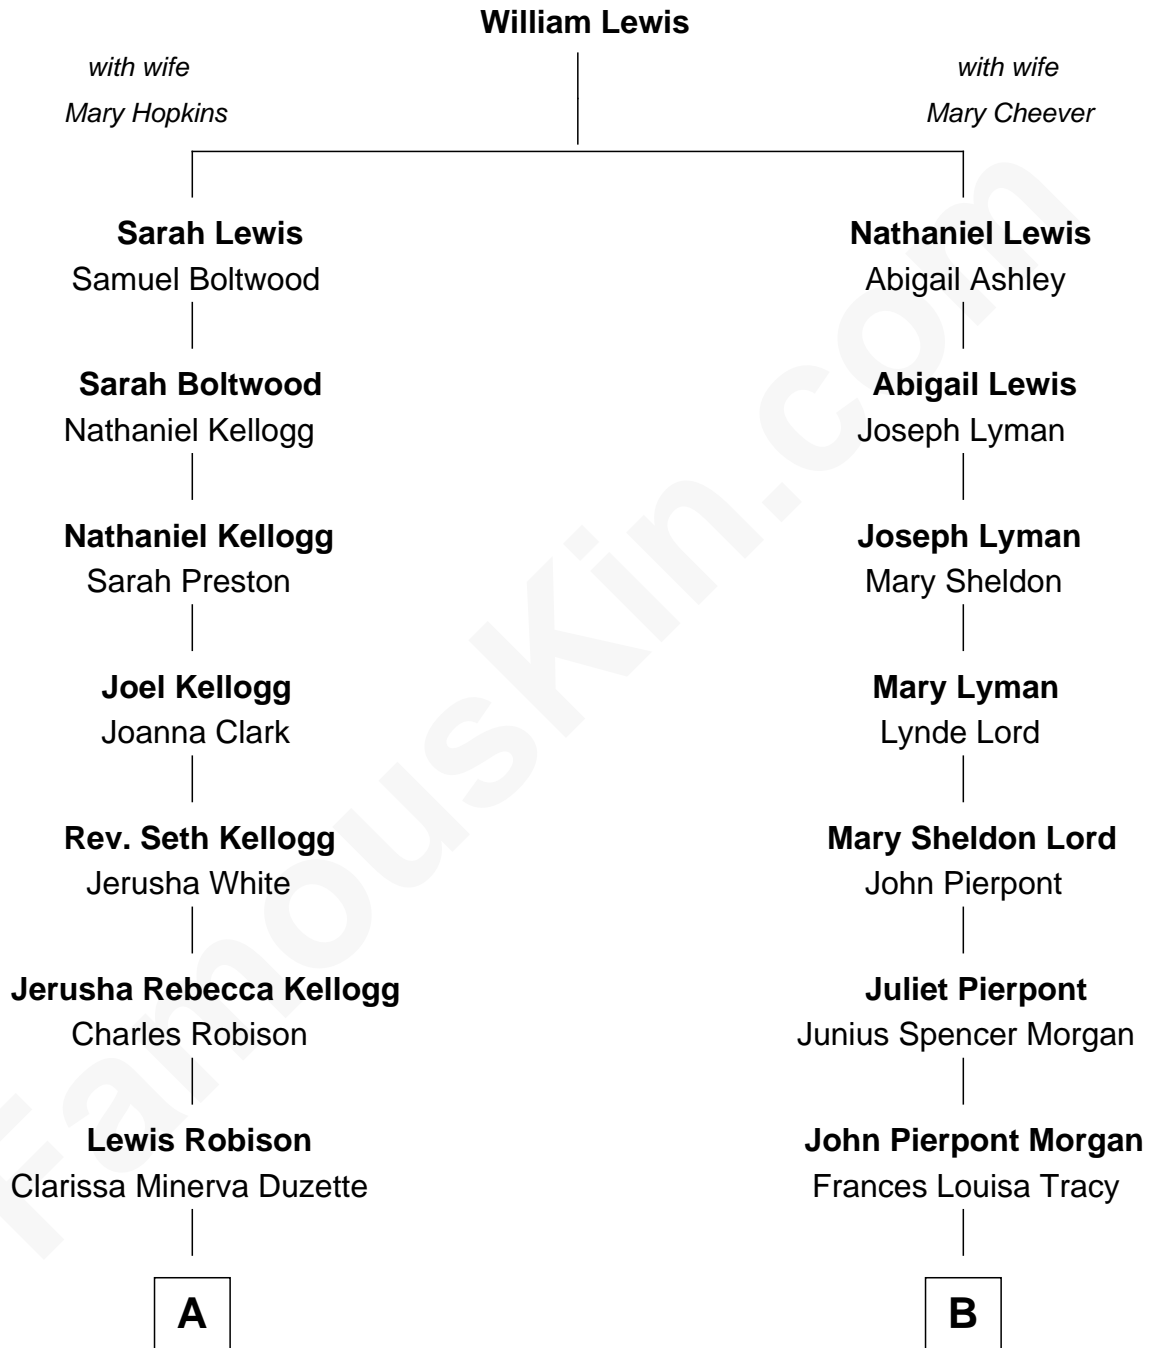 William Lewis
with wife
Mary Hopkins
with wife
Mary Cheever
Sarah Lewis
Samuel Boltwood
Nathaniel Lewis
Abigail Ashley
Sarah Boltwood
Nathaniel Kellogg
Abigail Lewis
Joseph Lyman
Nathaniel Kellogg
Sarah Preston
Joseph Lyman
Mary Sheldon
Joel Kellogg
Joanna Clark
Mary Lyman
Lynde Lord
Rev. Seth Kellogg
Jerusha White
Mary Sheldon Lord
John Pierpont
Jerusha Rebecca Kellogg
Charles Robison
Juliet Pierpont
Junius Spencer Morgan
Lewis Robison
Clarissa Minerva Duzette
John Pierpont Morgan
Frances Louisa Tracy
A
B
FamousKin.com